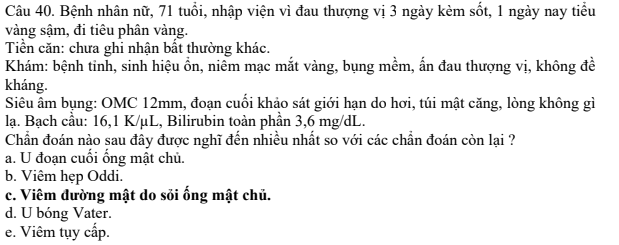 Câu 40. Bệnh nhân nữ, 71 tuổi, nhập viện vì đau thượng vị 3 ngày kèm sốt, 1 ngày nay tiểu
vàng sậm, đi tiêu phân vàng.
Tiền căn: chưa ghi nhận bất thường khác.
Khám: bệnh tỉnh, sinh hiệu ổn, niêm mạc mắt vàng, bụng mềm, ấn đau thượng vị, không đề
kháng.
Siêu âm bụng: OMC 12mm, đoạn cuối khảo sát giới hạn do hơi, túi mật căng, lòng không gì
lạ. Bạch cầu: 16,1 K/µL, Bilirubin toàn phần 3,6 mg/dL.
Chẩn đoán nào sau đây được nghĩ đến nhiều nhất so với các chẩn đoán còn lại ?
a. U đoạn cuối ống mật chủ.
b. Viêm hẹp Oddi.
c. Viêm đường mật do sỏi ống mật chủ.
d. U bóng Vater.
e. Viêm tụy cấp.